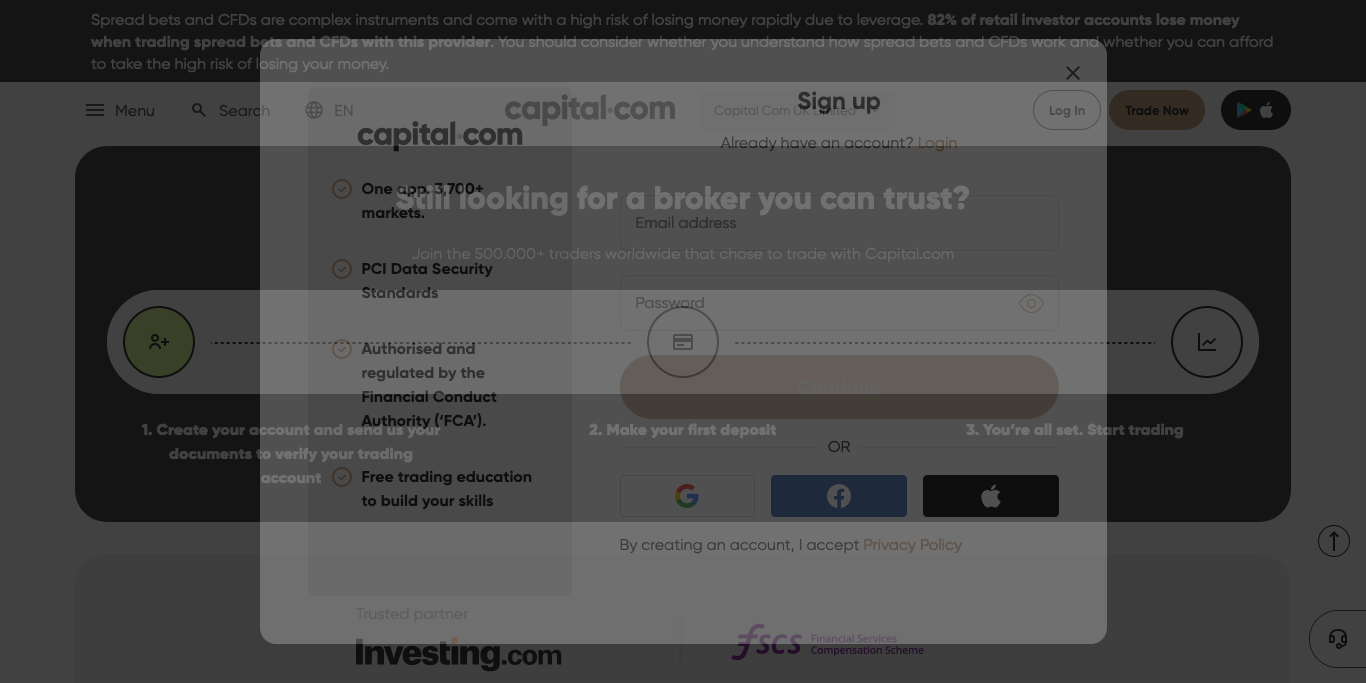 Spread bets and CFDs are complex instruments and come with a high risk of losing money rapidly due to leverage. 82% of retail investor accounts lose money
when trading spread bets and CFDs with this provider. You should consider whether you understand how spread bets and CFDs work and whether you can afford
to take the high risk of losing your money.
Menu
Search
EN
capital.com
Capital Com UK Limited
Log In
Trade Now
Sign up
Already have an account? Login
capital.com
One app. 3,700+
markets.
PCI Data Security
Standards
Authorised and
regulated by the
Financial Conduct
Authority (‘FCA’).
Free trading education
to build your skills
Still looking for a broker you can trust?
Join the 500.000+ traders worldwide that chose to trade with Capital.com
Email address
Password
Continue
OR
By creating an account, I accept Privacy Policy
1. Create your account and send us your
documents to verify your trading
account
2. Make your first deposit
3. You’re all set. Start trading
Trusted partner
Investing.com
fscs
Financial Services
Compensation Scheme